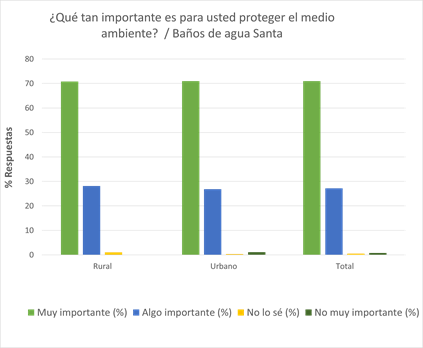 ¿Qué tan importante es para usted proteger el medio
ambiente? / Baños de agua Santa
80
70
60
50
40
30
20
10
0
% Respuestas
Rural Urbano Total
Muy importante (%) Algo importante (%) No lo sé (%) No muy importante (%)